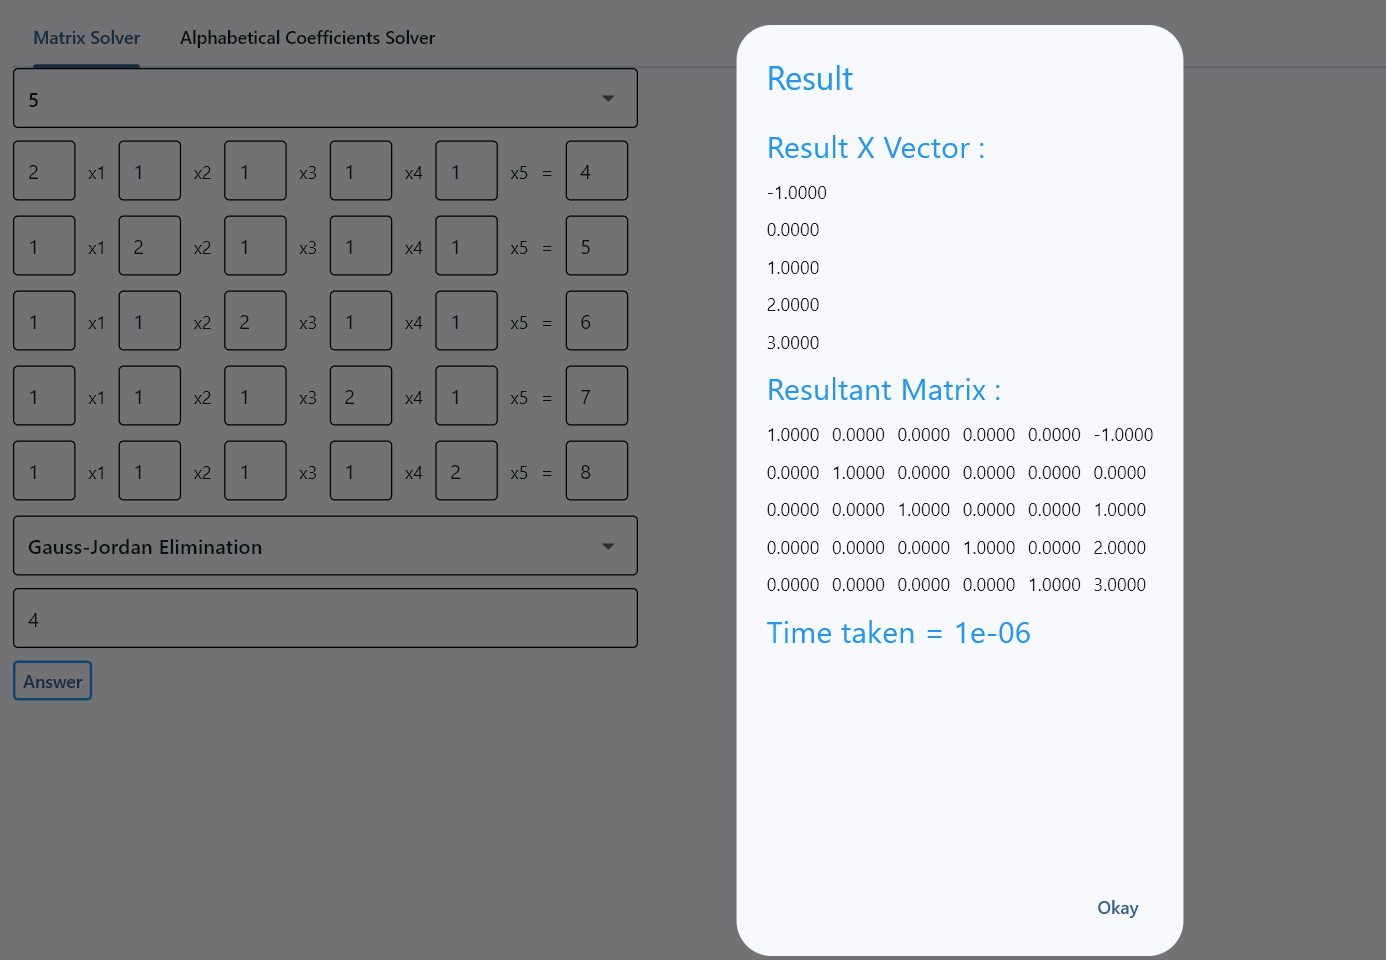 Matrix Solver Alphabetical Coefficients Solver
5
2 x1 1 x2 1 x3 1 x4 1 x5 = 4
1 x1 2 x2 1 x3 1 x4 1 x5 = 5
1 x1 1 x2 2 x3 1 x4 1 x5 = 6
1 x1 1 x2 1 x3 2 x4 1 x5 = 7
1 x1 1 x2 1 x3 1 x4 2 x5 = 8
Gauss-Jordan Elimination
4
Answer
Result
Result X Vector :
-1.0000
0.0000
1.0000
2.0000
3.0000
Resultant Matrix :
1.0000 0.0000 0.0000 0.0000 0.0000 -1.0000
0.0000 1.0000 0.0000 0.0000 0.0000 0.0000
0.0000 0.0000 1.0000 0.0000 0.0000 1.0000
0.0000 0.0000 0.0000 1.0000 0.0000 2.0000
0.0000 0.0000 0.0000 0.0000 1.0000 3.0000
Time taken = 1e-06
Okay